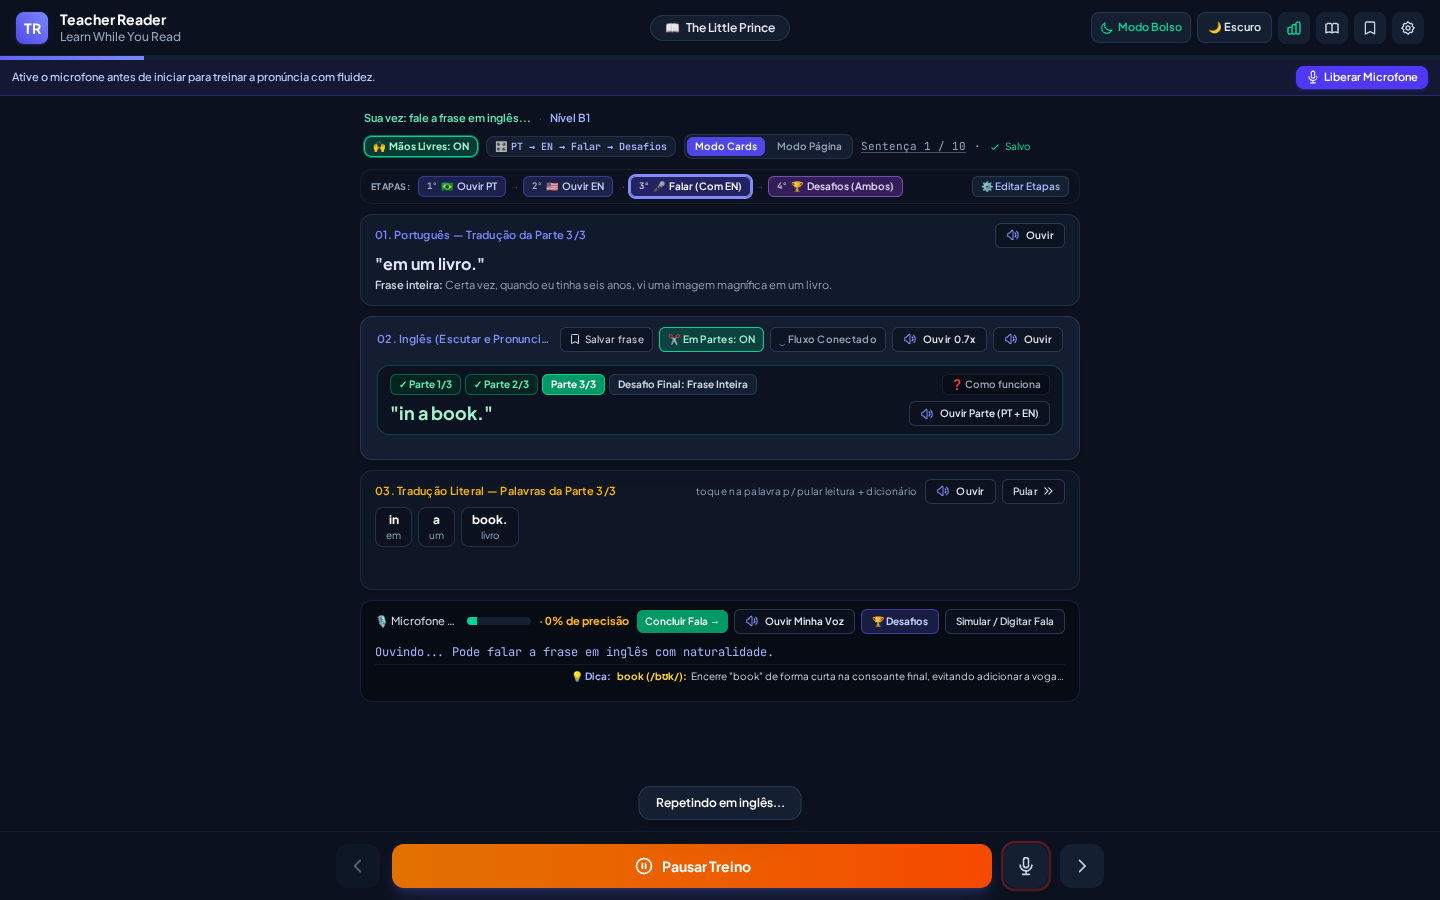 TR
TeacherReader
Learn While You Read
📖 The Little Prince
Modo Bolso
🌙 Escuro
Ative o microfone antes de iniciar para treinar a pronúncia com fluidez.
Liberar Microfone
Sua vez: fale a frase em inglês... · Nível B1
🙌 Mãos Livres: ON
🎛️ PT → EN → Falar → Desafios
Modo Cards
Modo Página
Sentença 1 / 10 · ✓ Salvo
ETAPAS: 1° 🇧🇷 Ouvir PT → 2° 🇺🇸 Ouvir EN → 3° 🎤 Falar (Com EN) → 4° 🏆 Desafios (Ambos)
⚙️ Editar Etapas
01. Português — Tradução da Parte 3/3
Ouvir
"em um livro."
Frase inteira: Certa vez, quando eu tinha seis anos, vi uma imagem magnífica em um livro.
02. Inglês (Escutar e Pronunci...
Salvar frase
✂️ Em Partes: ON
‿ Fluxo Conectado
Ouvir 0.7x
Ouvir
✓ Parte 1/3
✓ Parte 2/3
Parte 3/3
Desafio Final: Frase Inteira
❓ Como funciona
"in a book."
Ouvir Parte (PT + EN)
03. Tradução Literal — Palavras da Parte 3/3
toque na palavra p/ pular leitura + dicionário
Ouvir
Pular
in a book.
em um livro
🎙️ Microfone ...
· 0% de precisão
Concluir Fala →
Ouvir Minha Voz
🏆 Desafios
Simular / Digitar Fala
Ouvindo... Pode falar a frase em inglês com naturalidade.
💡 Dica: book (/bʊk/): Encerre "book" de forma curta na consoante final, evitando adicionar a voga...
Repetindo em inglês...
Pausar Treino